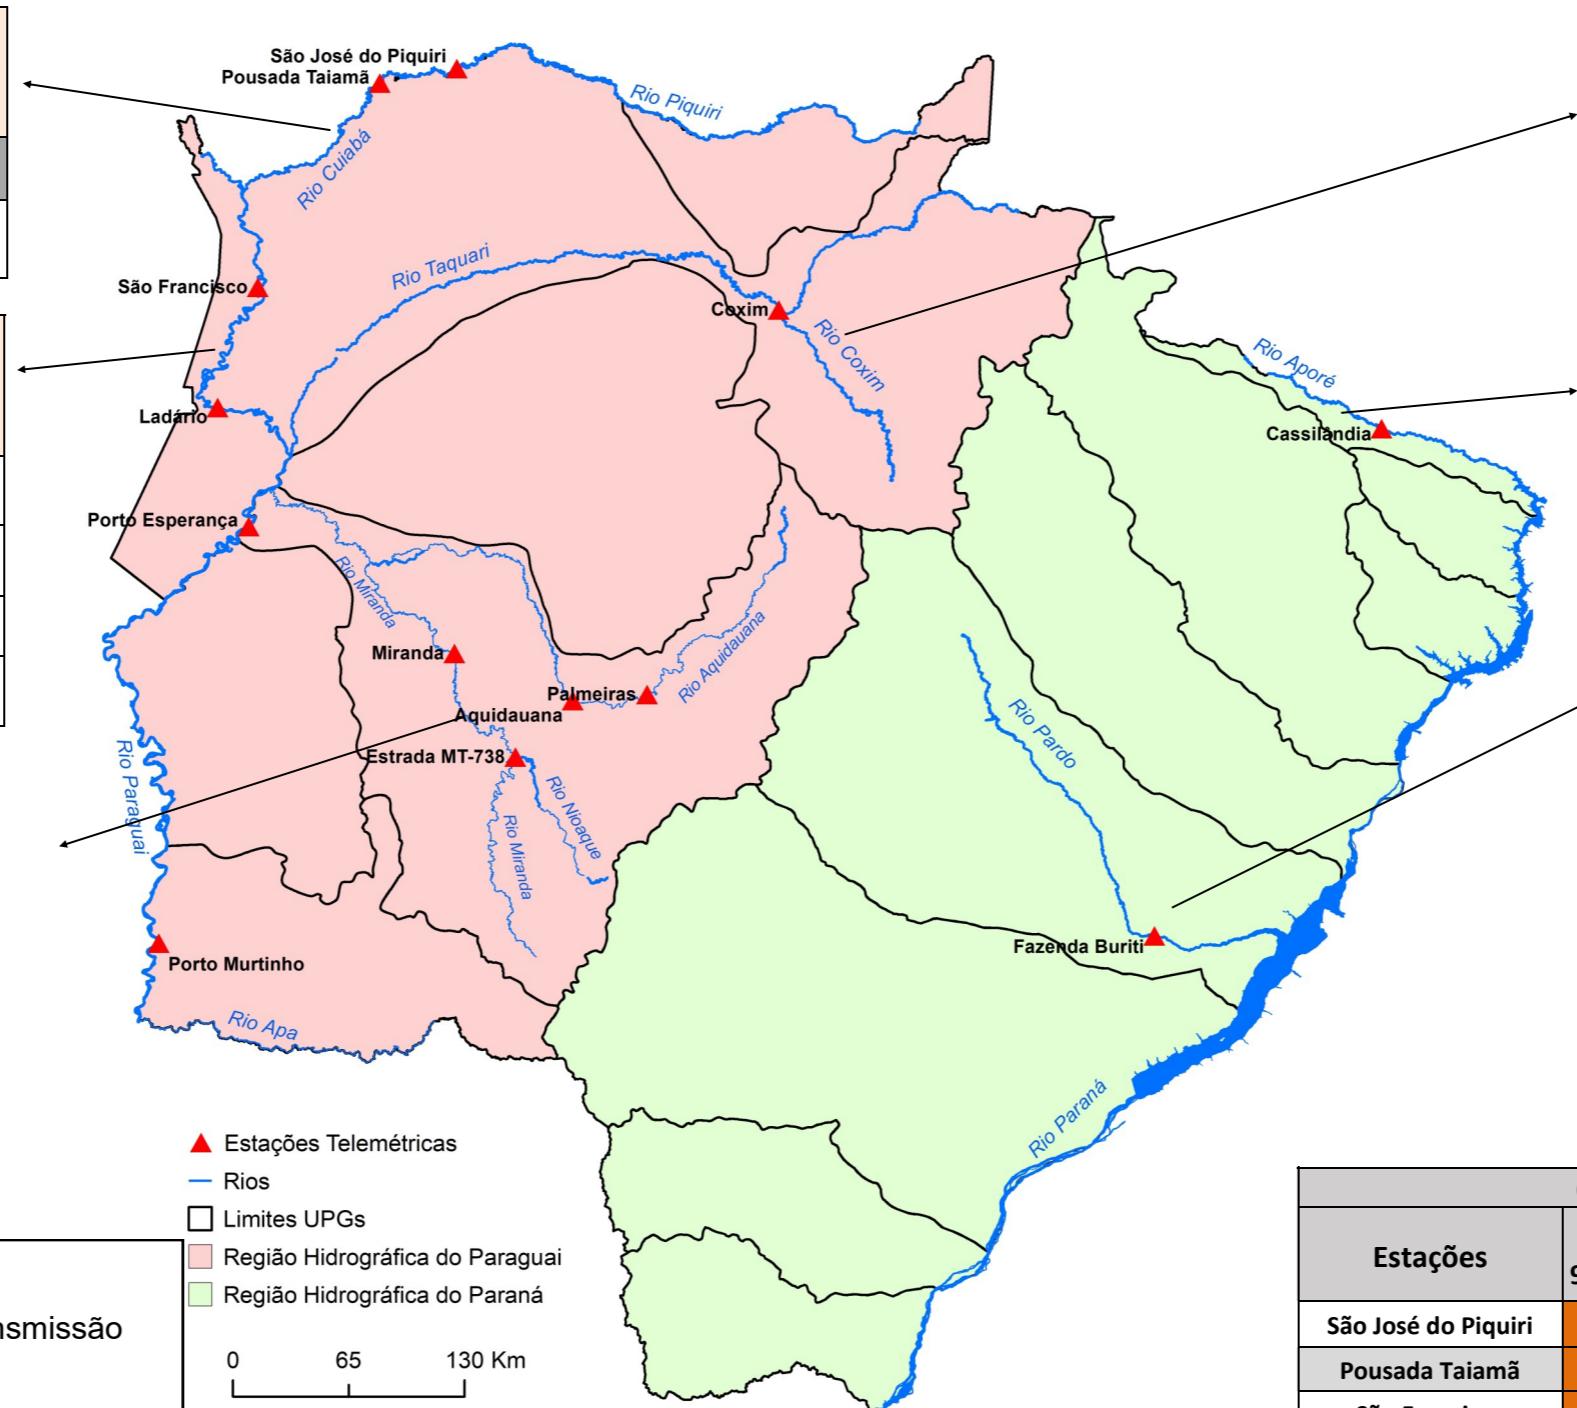 São José do Piquiri
Pousada Taiamã
Rio Piquiri
Rio Cuiabá
Rio Taquari
São Francisco
Coxim
Rio Coxim
Rio Aporé
Ladário
Cassilândia
Porto Esperança
Rio Miranda
Rio Aquidauana
Miranda
Palmeiras
Aquidauana
Rio Pardo
Estrada MT-738
Rio Paraguai
Rio Nioaque
Rio Miranda
Fazenda Buriti
Porto Murtinho
Rio Apa
Rio Paraná
Estações Telemétricas
Rios
Limites UPGs
Região Hidrográfica do Paraguai
Região Hidrográfica do Paraná
0 65 130 Km
nsmissão
Estações
São José do Piquiri
Pousada Taiamã